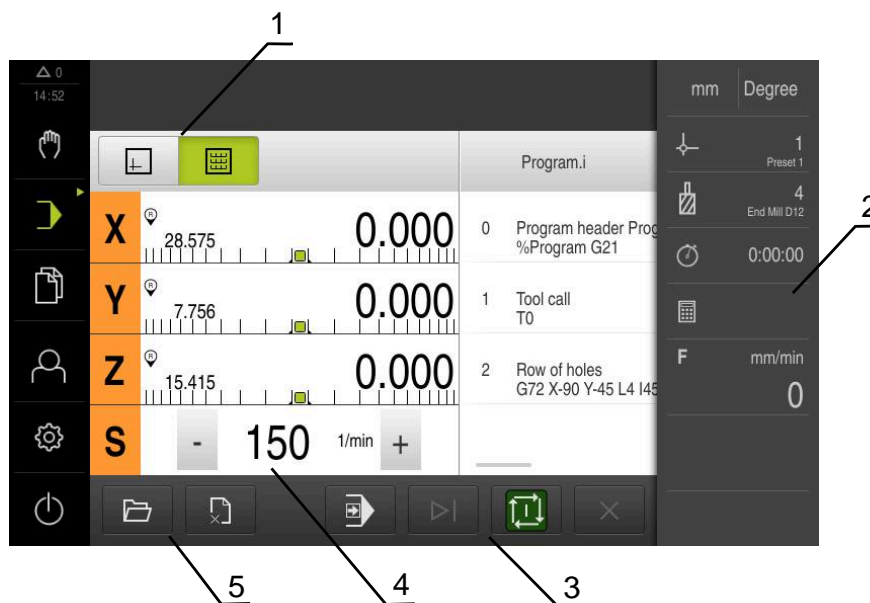 1
0
14:52
mm Degree
1
Preset 1
Program.i
4
End Mill D12
2
X R 28.575 0.000
0 Program header Prog
%Program G21
0:00:00
Y R 7.756 0.000
1 Tool call
T0
F mm/min
0
Z R 15.415 0.000
2 Row of holes
G72 X-90 Y-45 L4 I45
S - 150 1/min +
5 4 3